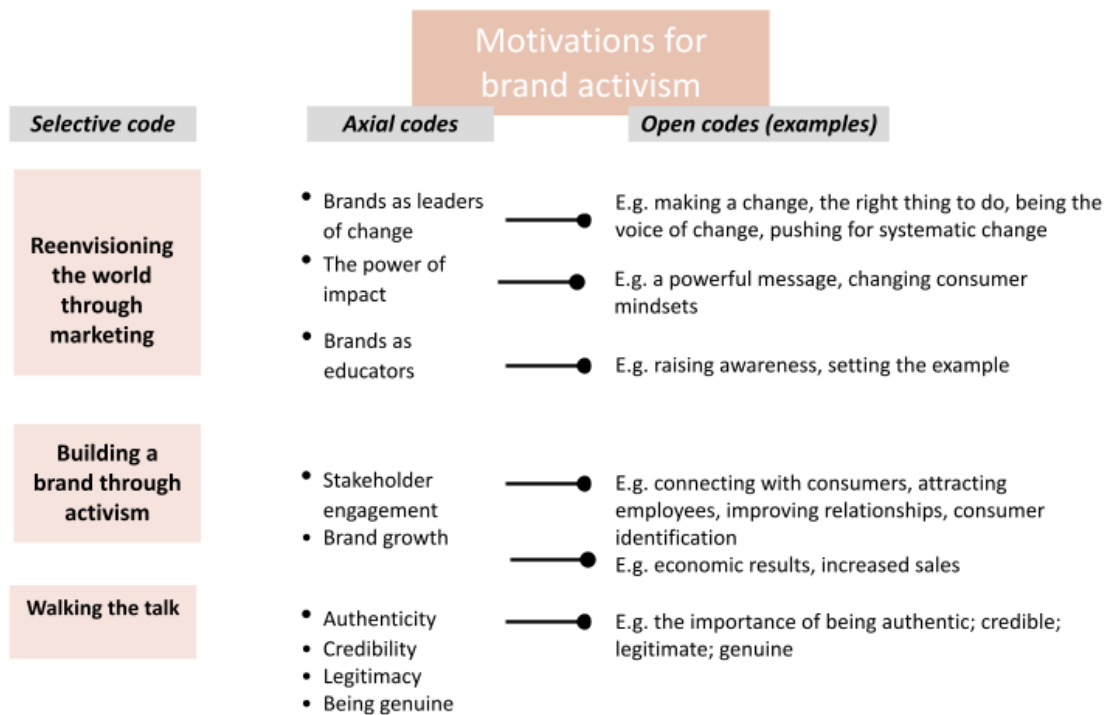 Motivations for
brand activism
Selective code
Axial codes
Open codes (examples)
Reenvisioning
the world
through
marketing
• Brands as leaders
of change
E.g. making a change, the right thing to do, being the
voice of change, pushing for systematic change
• The power of
impact
E.g. a powerful message, changing consumer
mindsets
• Brands as
educators
E.g. raising awareness, setting the example
Building a
brand through
activism
• Stakeholder
engagement
E.g. connecting with consumers, attracting
employees, improving relationships, consumer
identification
• Brand growth
E.g. economic results, increased sales
Walking the talk
• Authenticity
• Credibility
• Legitimacy
• Being genuine
E.g. the importance of being authentic; credible;
legitimate; genuine